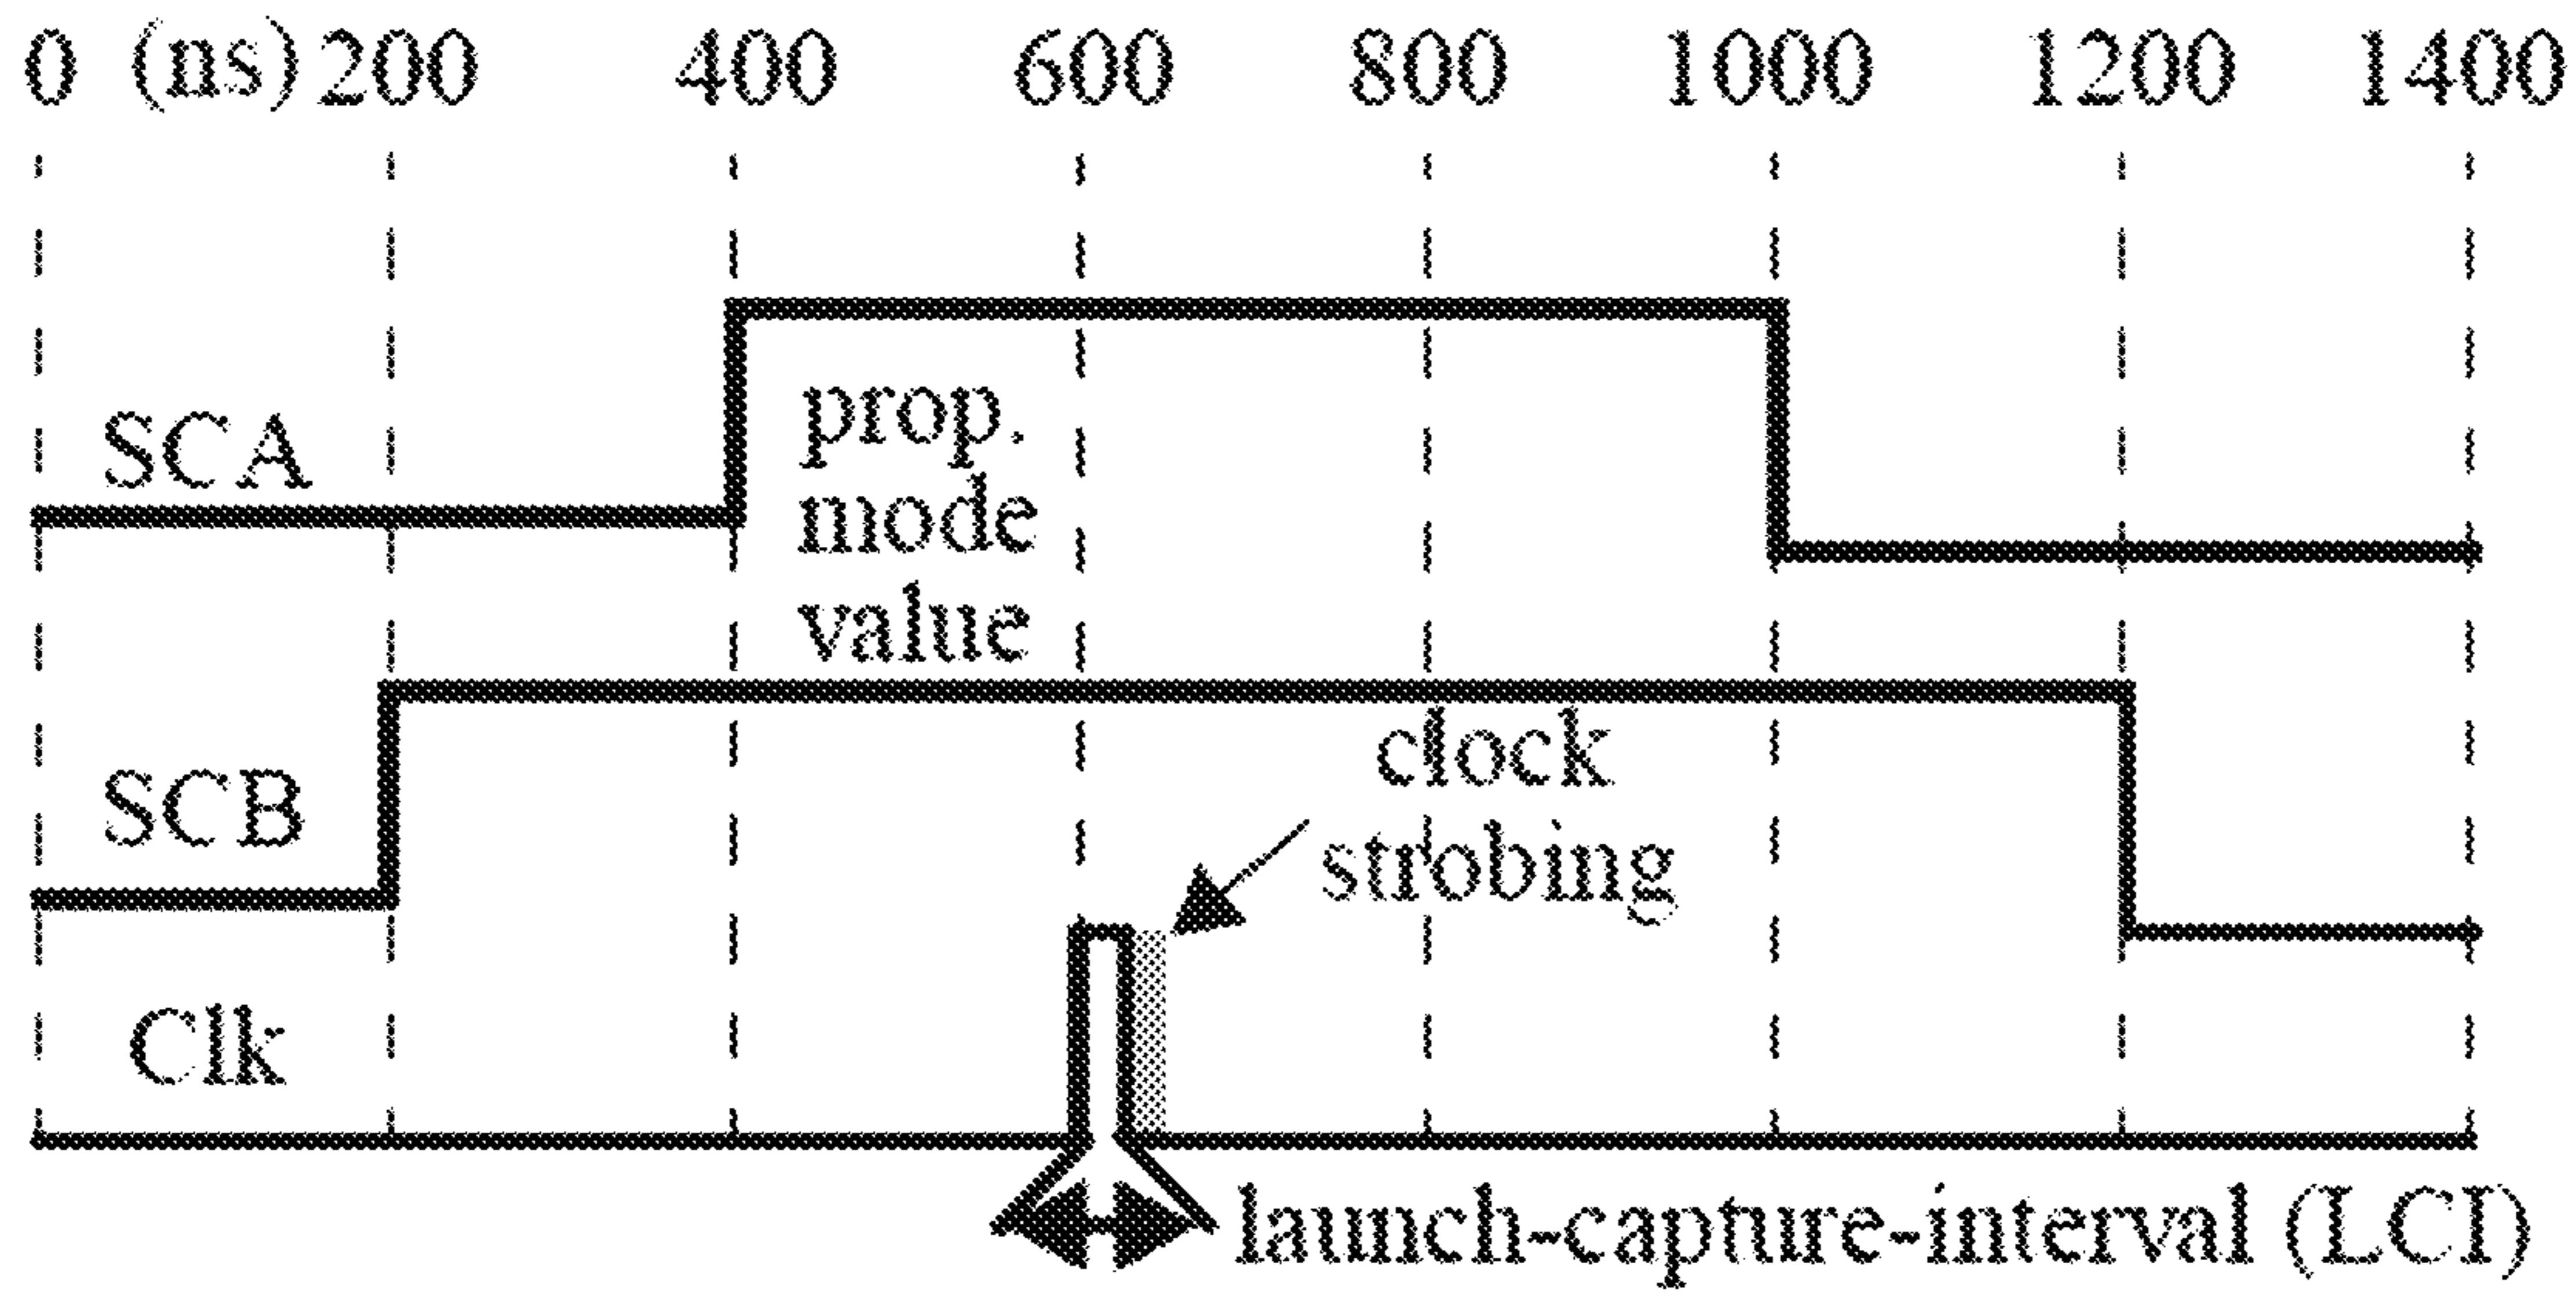 0 (ns) 200 400 600 800 1000 1200 1400
SCA
prop.
mode
value
SCB
clock
strobing
Clk
launch-capture-interval (LCI)